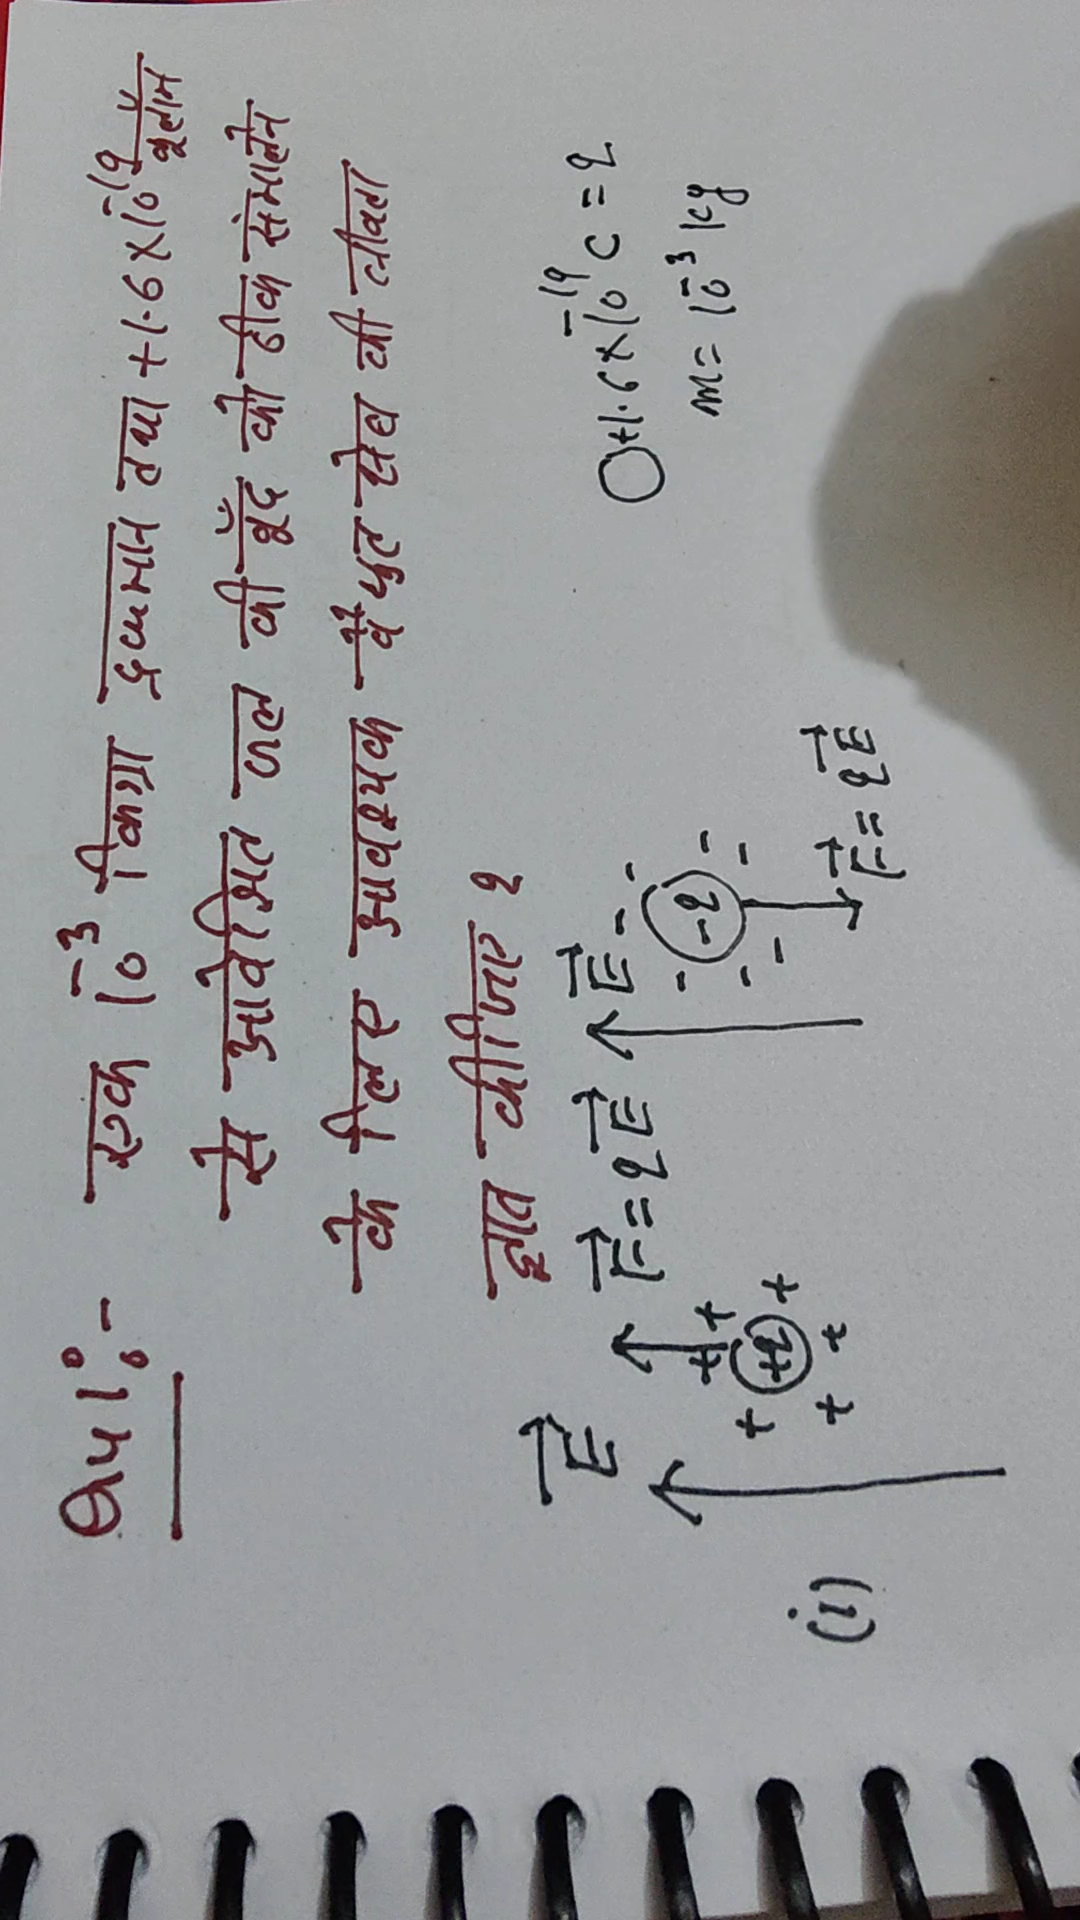 उपा :- एक 10⁻³ किग्रा द्रव्यमान तथा +1.6×10⁻¹⁹ कूलॉम
से आवेशित जल की बूँद को ठीक संभालने
के लिए आवश्यक वैधुत क्षेत्र की तीव्रता
ज्ञात कीजिए ?
+1.6×10⁻¹⁹ C = q
m = 10⁻³ kg
(i)
E⃗
F⃗ = qE⃗
+q
+ + + + + +
E⃗
-q
- - - - - - - -
F⃗ = qE⃗